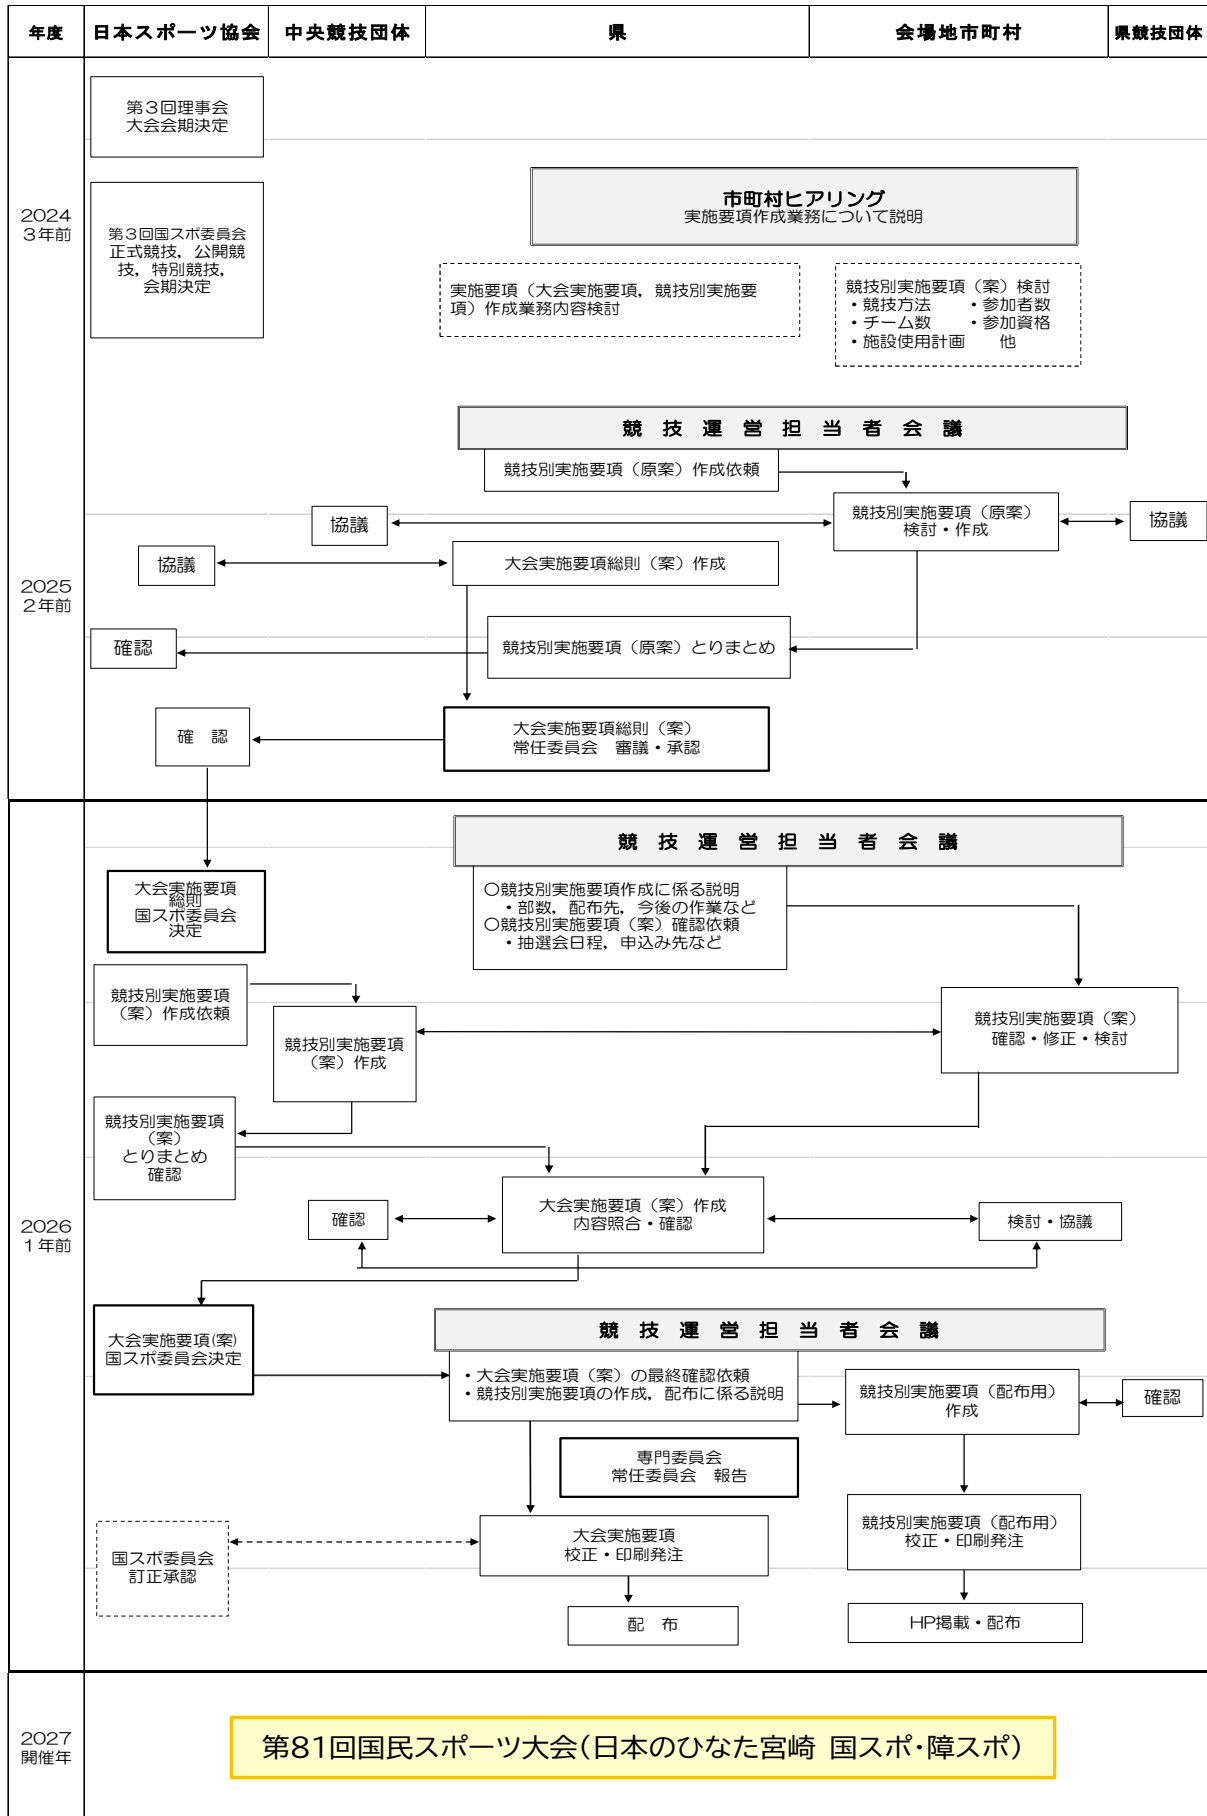 年度
日本スポーツ協会
中央競技団体
県
会場地市町村
県競技団体
2024
3年前
第3回理事会
大会会期決定
市町村ヒアリング
実施要項作成業務について説明
第3回国スポ委員会
正式競技，公開競
技，特別競技，
会期決定
実施要項（大会実施要項，競技別実施要
項）作成業務内容検討
競技別実施要項（案）検討
・競技方法　　・参加者数
・チーム数　　・参加資格
・施設使用計画　　他
競技運営担当者会議
競技別実施要項（原案）作成依頼
協議
競技別実施要項（原案）
検討・作成
協議
2025
2年前
協議
大会実施要項総則（案）作成
確認
競技別実施要項（原案）とりまとめ
確　認
大会実施要項総則（案）
常任委員会　審議・承認
2026
1年前
競技運営担当者会議
大会実施要項
総則
国スポ委員会
決定
〇競技別実施要項作成に係る説明
・部数，配布先，今後の作業など
〇競技別実施要項（案）確認依頼
・抽選会日程，申込み先など
競技別実施要項
（案）作成依頼
競技別実施要項
（案）作成
競技別実施要項（案）
確認・修正・検討
競技別実施要項
（案）
とりまとめ
確認
確認
大会実施要項（案）作成
内容照合・確認
検討・協議
大会実施要項(案)
国スポ委員会決定
競技運営担当者会議
・大会実施要項（案）の最終確認依頼
・競技別実施要項の作成，配布に係る説明
競技別実施要項（配布用）
作成
確認
専門委員会
常任委員会　報告
国スポ委員会
訂正承認
大会実施要項
校正・印刷発注
競技別実施要項（配布用）
校正・印刷発注
配　布
HP掲載・配布
2027
開催年
第81回国民スポーツ大会（日本のひなた宮崎 国スポ・障スポ）